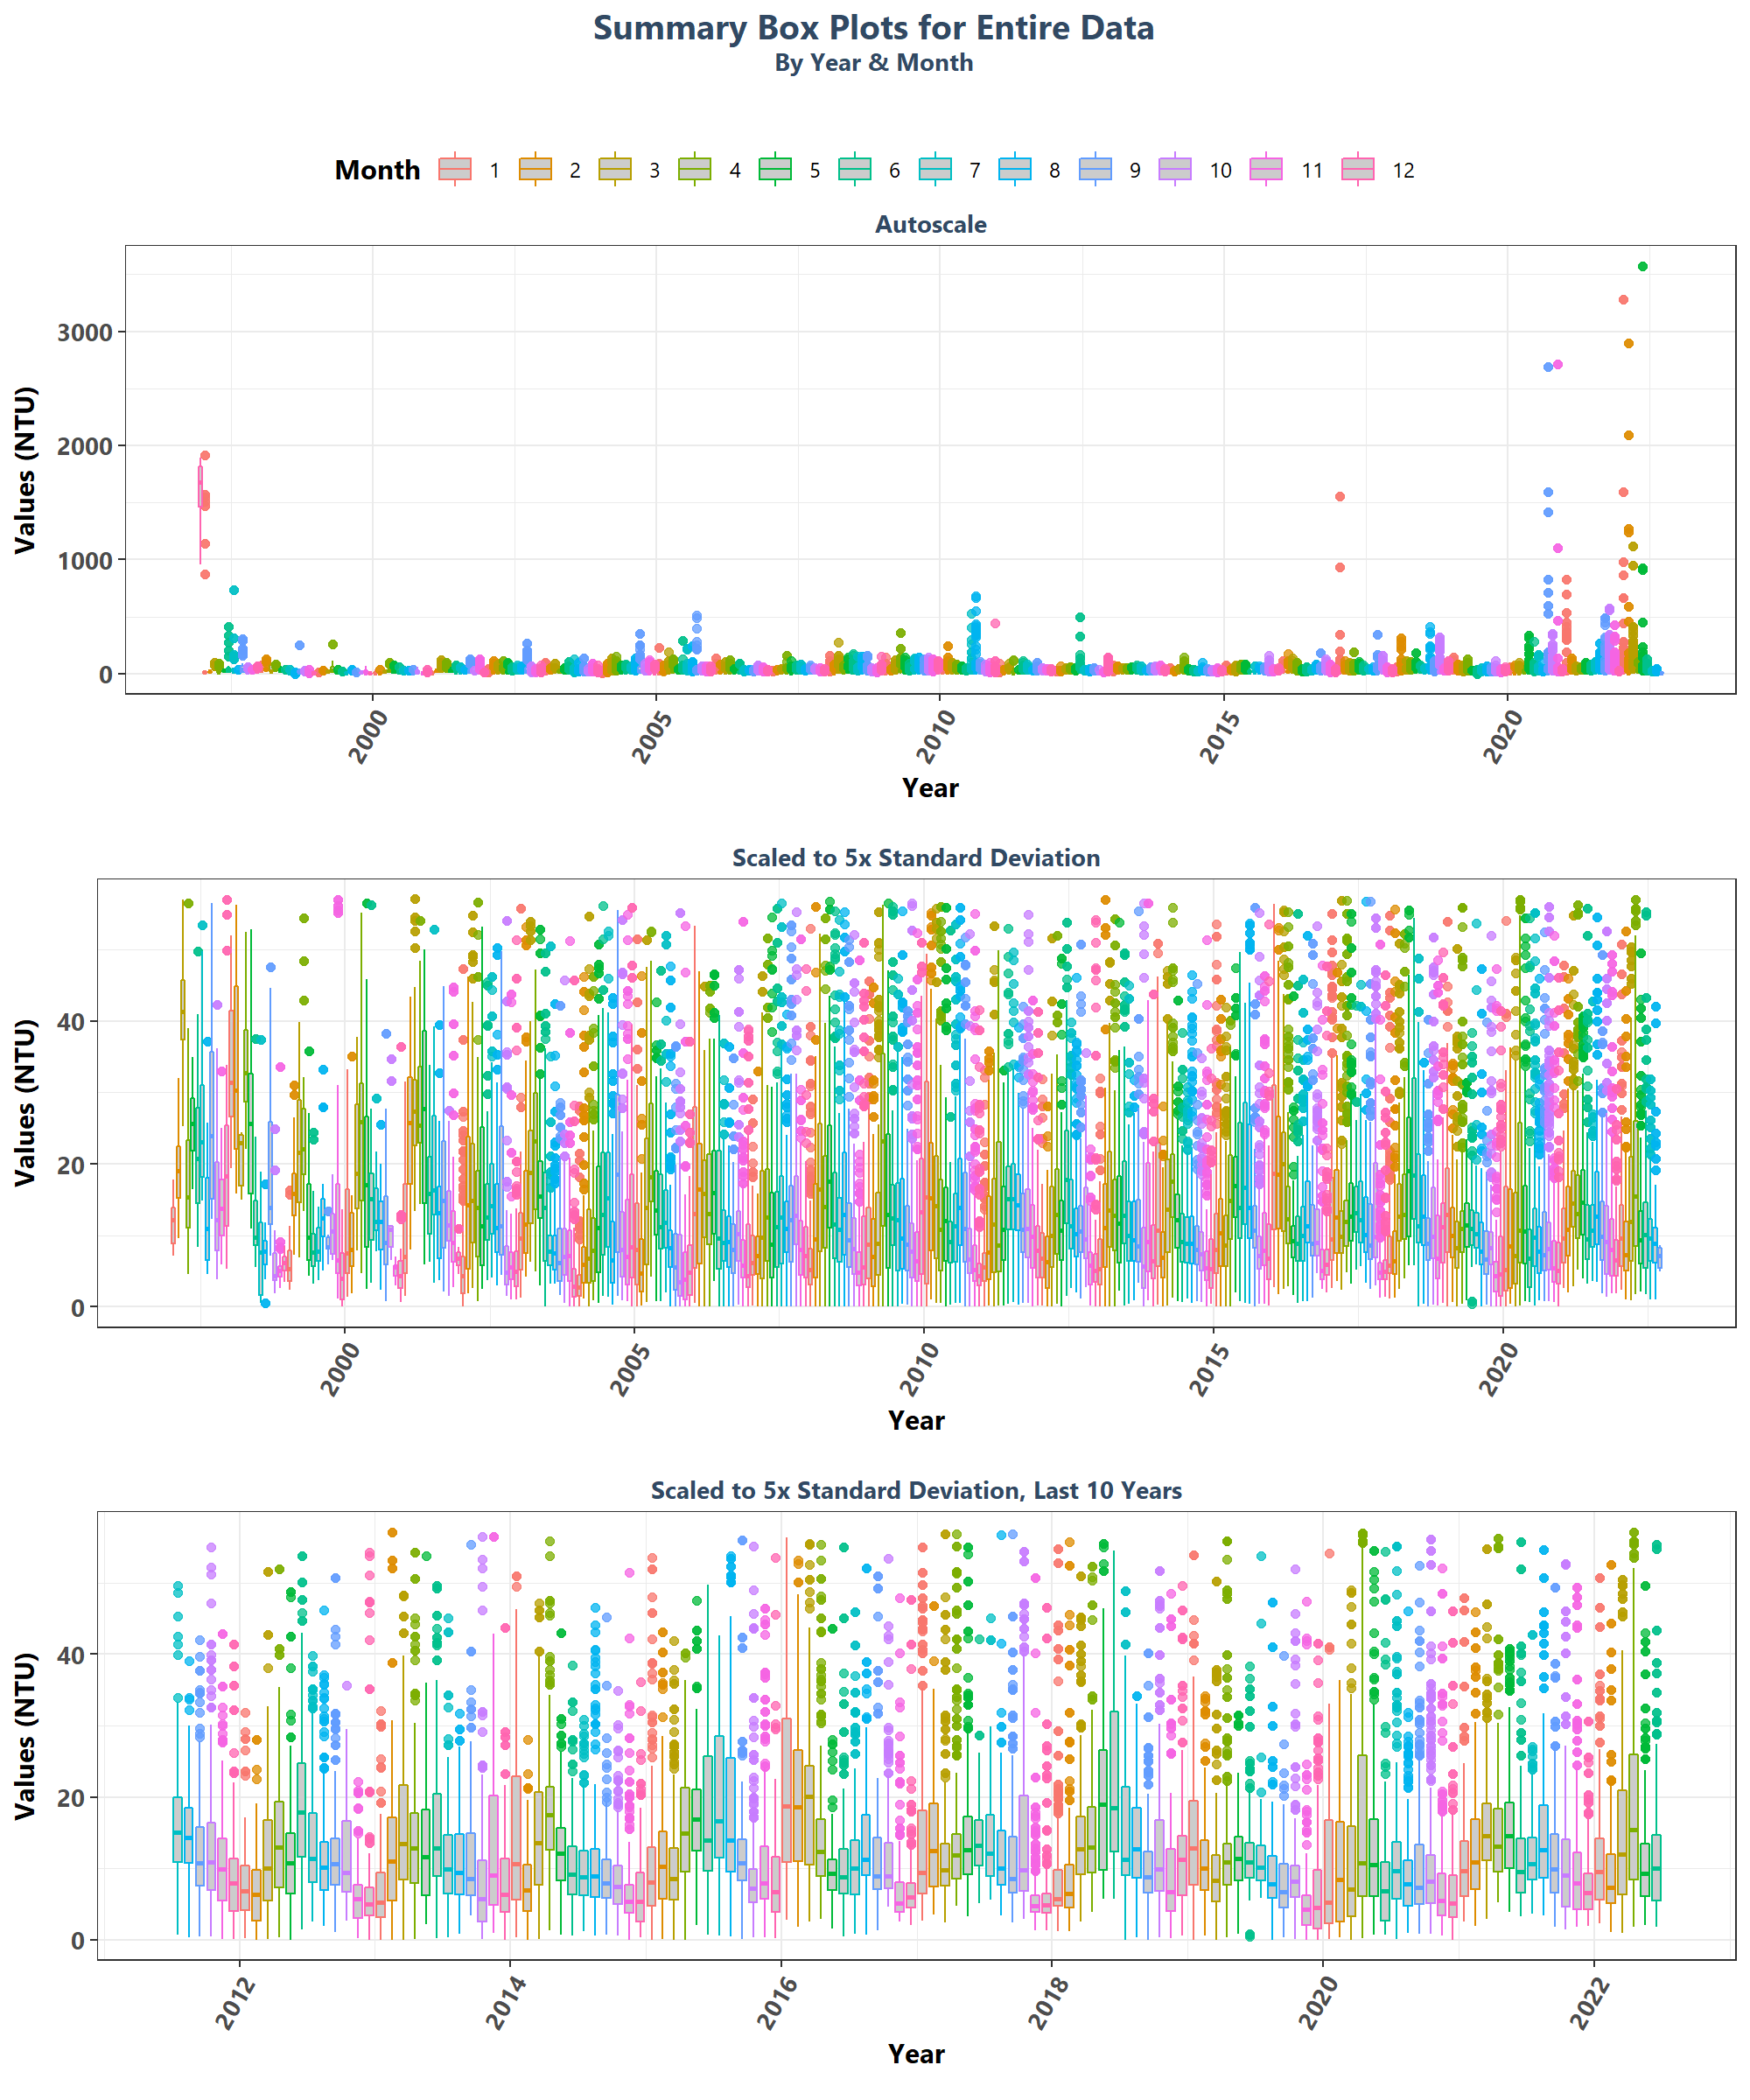 Summary Box Plots for Entire Data
By Year & Month
Month 1 2 3 4 5 6 7 8 9 10 11 12
Autoscale
Values (NTU)
3000
2000
1000
0
2000 2005 2010 2015 2020
Year
Scaled to 5x Standard Deviation
Values (NTU)
40
20
0
2000 2005 2010 2015 2020
Year
Scaled to 5x Standard Deviation, Last 10 Years
Values (NTU)
40
20
0
2012 2014 2016 2018 2020 2022
Year